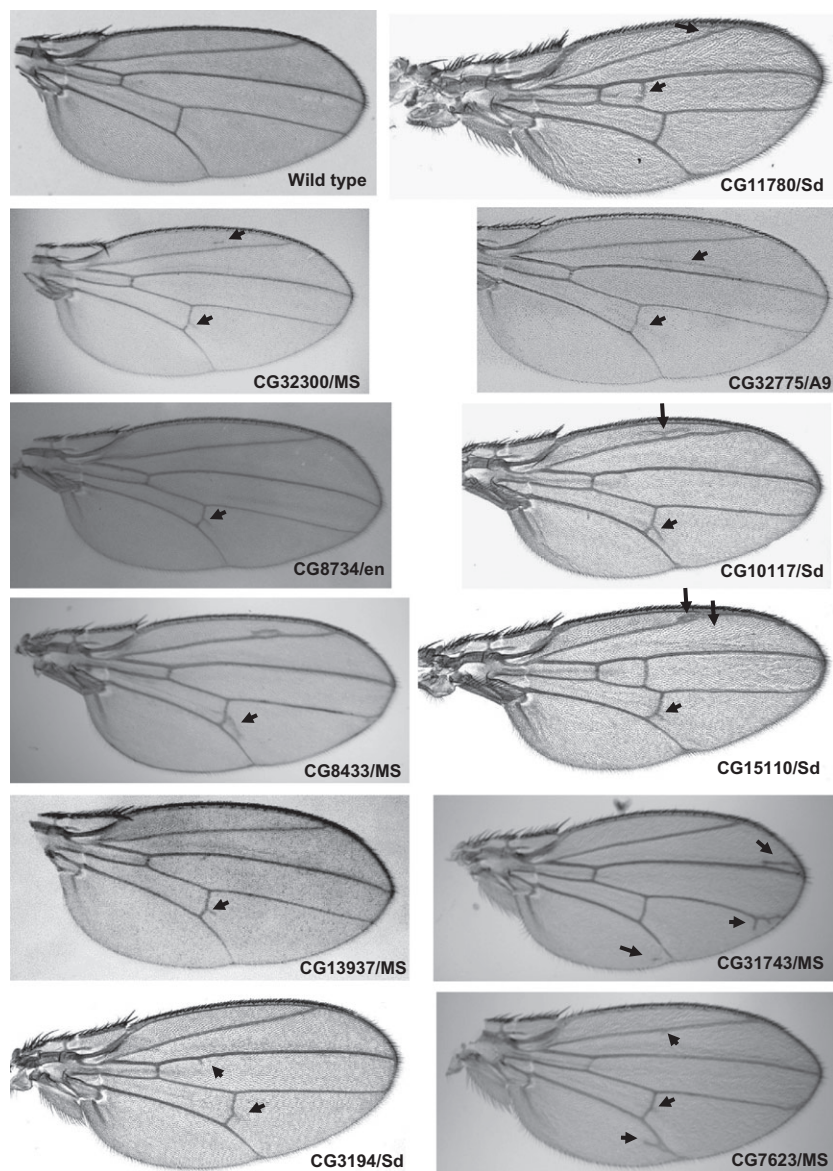 Wild type
CG11780/Sd
CG32300/MS
CG32775/A9
CG8734/en
CG10117/Sd
CG8433/MS
CG15110/Sd
CG13937/MS
CG31743/MS
CG3194/Sd
CG7623/MS